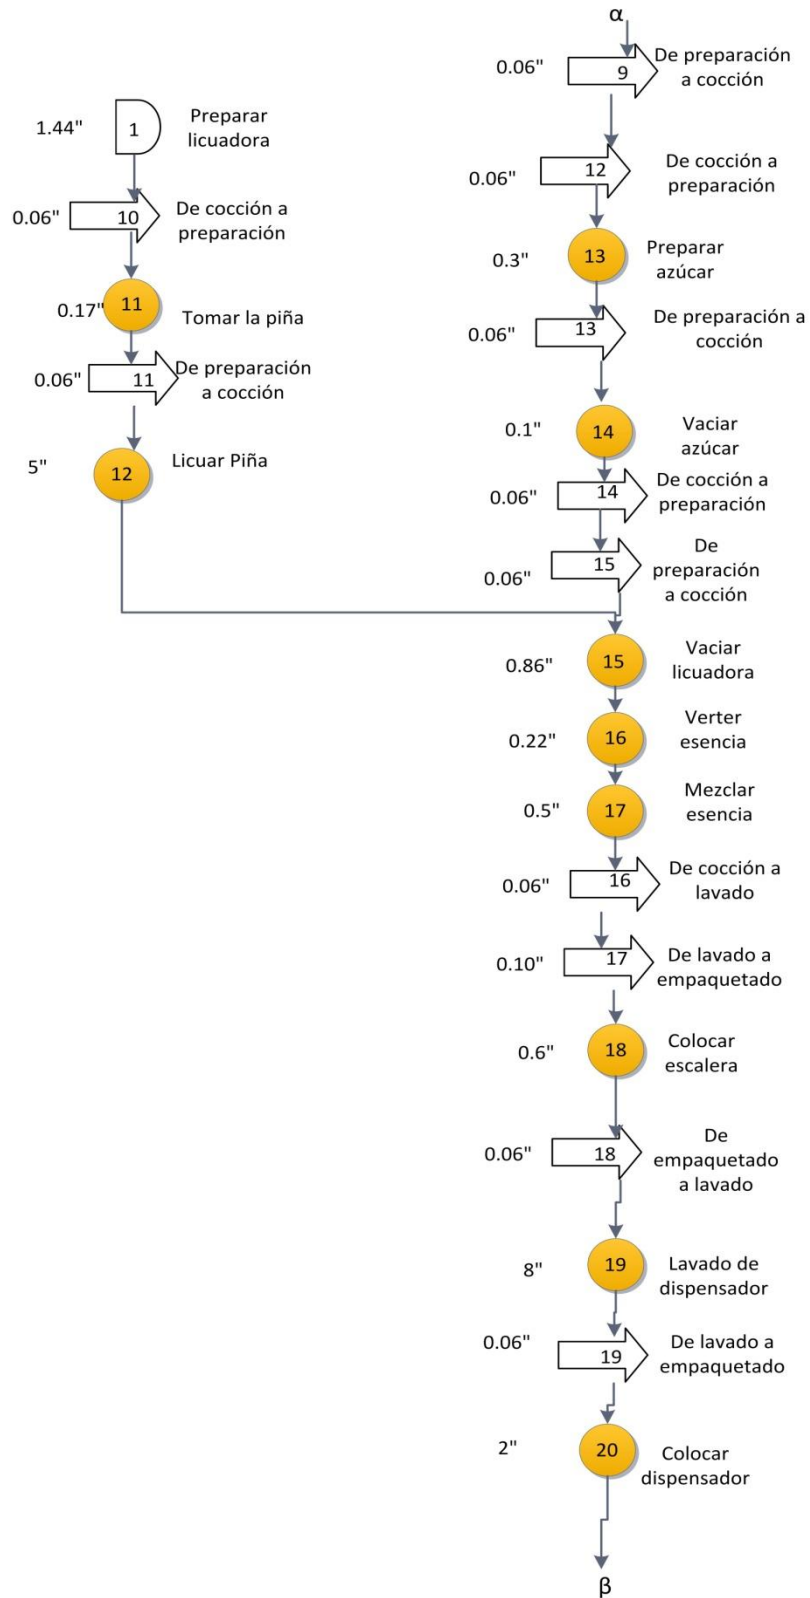 α
0.06"
9
De preparación
a cocción
1.44"
1
Preparar
licuadora
0.06"
12
De cocción a
preparación
0.06"
10
De cocción a
preparación
0.3"
13
Preparar
azúcar
0.17"
11
Tomar la piña
0.06"
13
De preparación a
cocción
0.06"
11
De preparación
a cocción
0.1"
14
Vaciar
azúcar
5"
12
Licuar Piña
0.06"
14
De cocción a
preparación
0.06"
15
De
preparación
a cocción
0.86"
15
Vaciar
licuadora
0.22"
16
Verter
esencia
0.5"
17
Mezclar
esencia
0.06"
16
De cocción a
lavado
0.10"
17
De lavado a
empaquetado
0.6"
18
Colocar
escalera
0.06"
18
De
empaquetado
a lavado
8"
19
Lavado de
dispensador
0.06"
19
De lavado a
empaquetado
2"
20
Colocar
dispensador
β